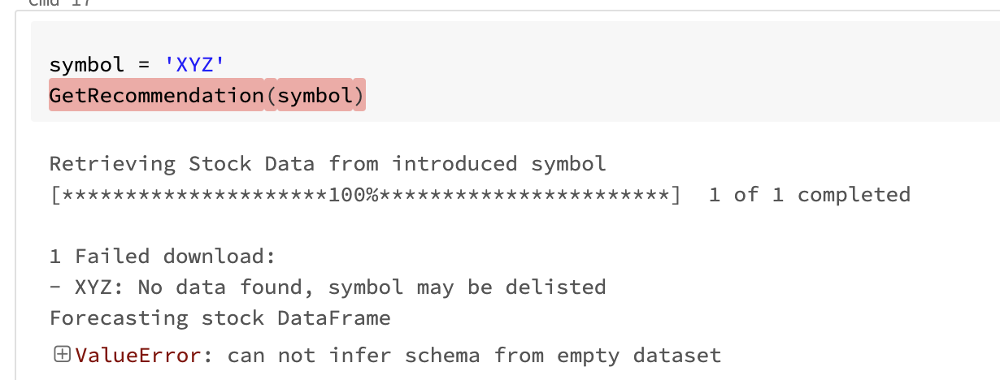 Cmd 17
symbol = 'XYZ'
GetRecommendation(symbol)
Retrieving Stock Data from introduced symbol
[*********************100%***********************]  1 of 1 completed
1 Failed download:
- XYZ: No data found, symbol may be delisted
Forecasting stock DataFrame
ValueError: can not infer schema from empty dataset